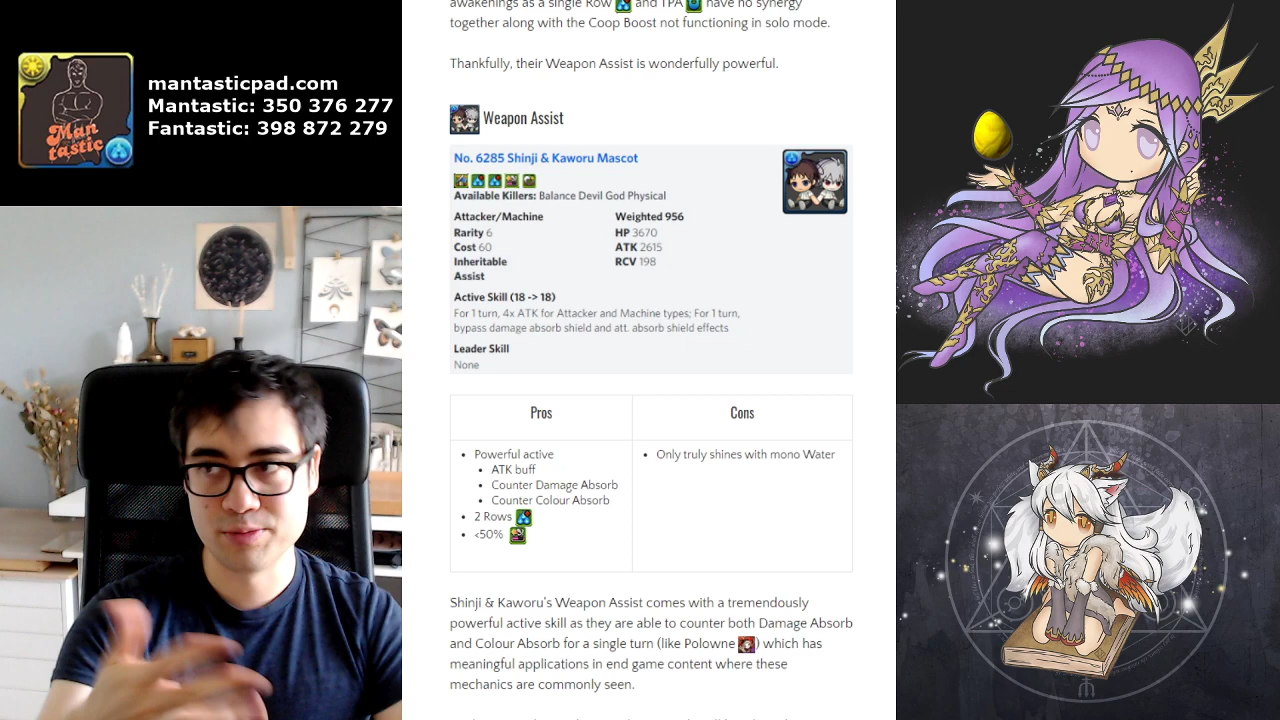 mantasticpad.com
Mantastic: 350 376 277
Fantastic: 398 872 279
Man
tastic
awakenings as a single Row and TPA have no synergy
together along with the Coop Boost not functioning in solo mode.
Thankfully, their Weapon Assist is wonderfully powerful.
Weapon Assist
No. 6285 Shinji & Kaworu Mascot
Available Killers: Balance Devil God Physical
Attacker/Machine Weighted 956
Rarity 6 HP 3670
Cost 60 ATK 2615
Inheritable RCV 198
Assist
Active Skill (18 -> 18)
For 1 turn, 4x ATK for Attacker and Machine types; For 1 turn,
bypass damage absorb shield and att. absorb shield effects
Leader Skill
None
Pros Cons
• Powerful active
• ATK buff
• Counter Damage Absorb
• Counter Colour Absorb
• 2 Rows
• <50%
• Only truly shines with mono Water
Shinji & Kaworu's Weapon Assist comes with a tremendously
powerful active skill as they are able to counter both Damage Absorb
and Colour Absorb for a single turn (like Polowne ) which has
meaningful applications in end game content where these
mechanics are commonly seen.